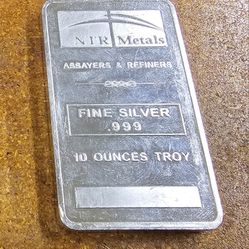 NTR Metals
ASSAYERS & REFINERS
FINE SILVER
.999
10 OUNCES TROY